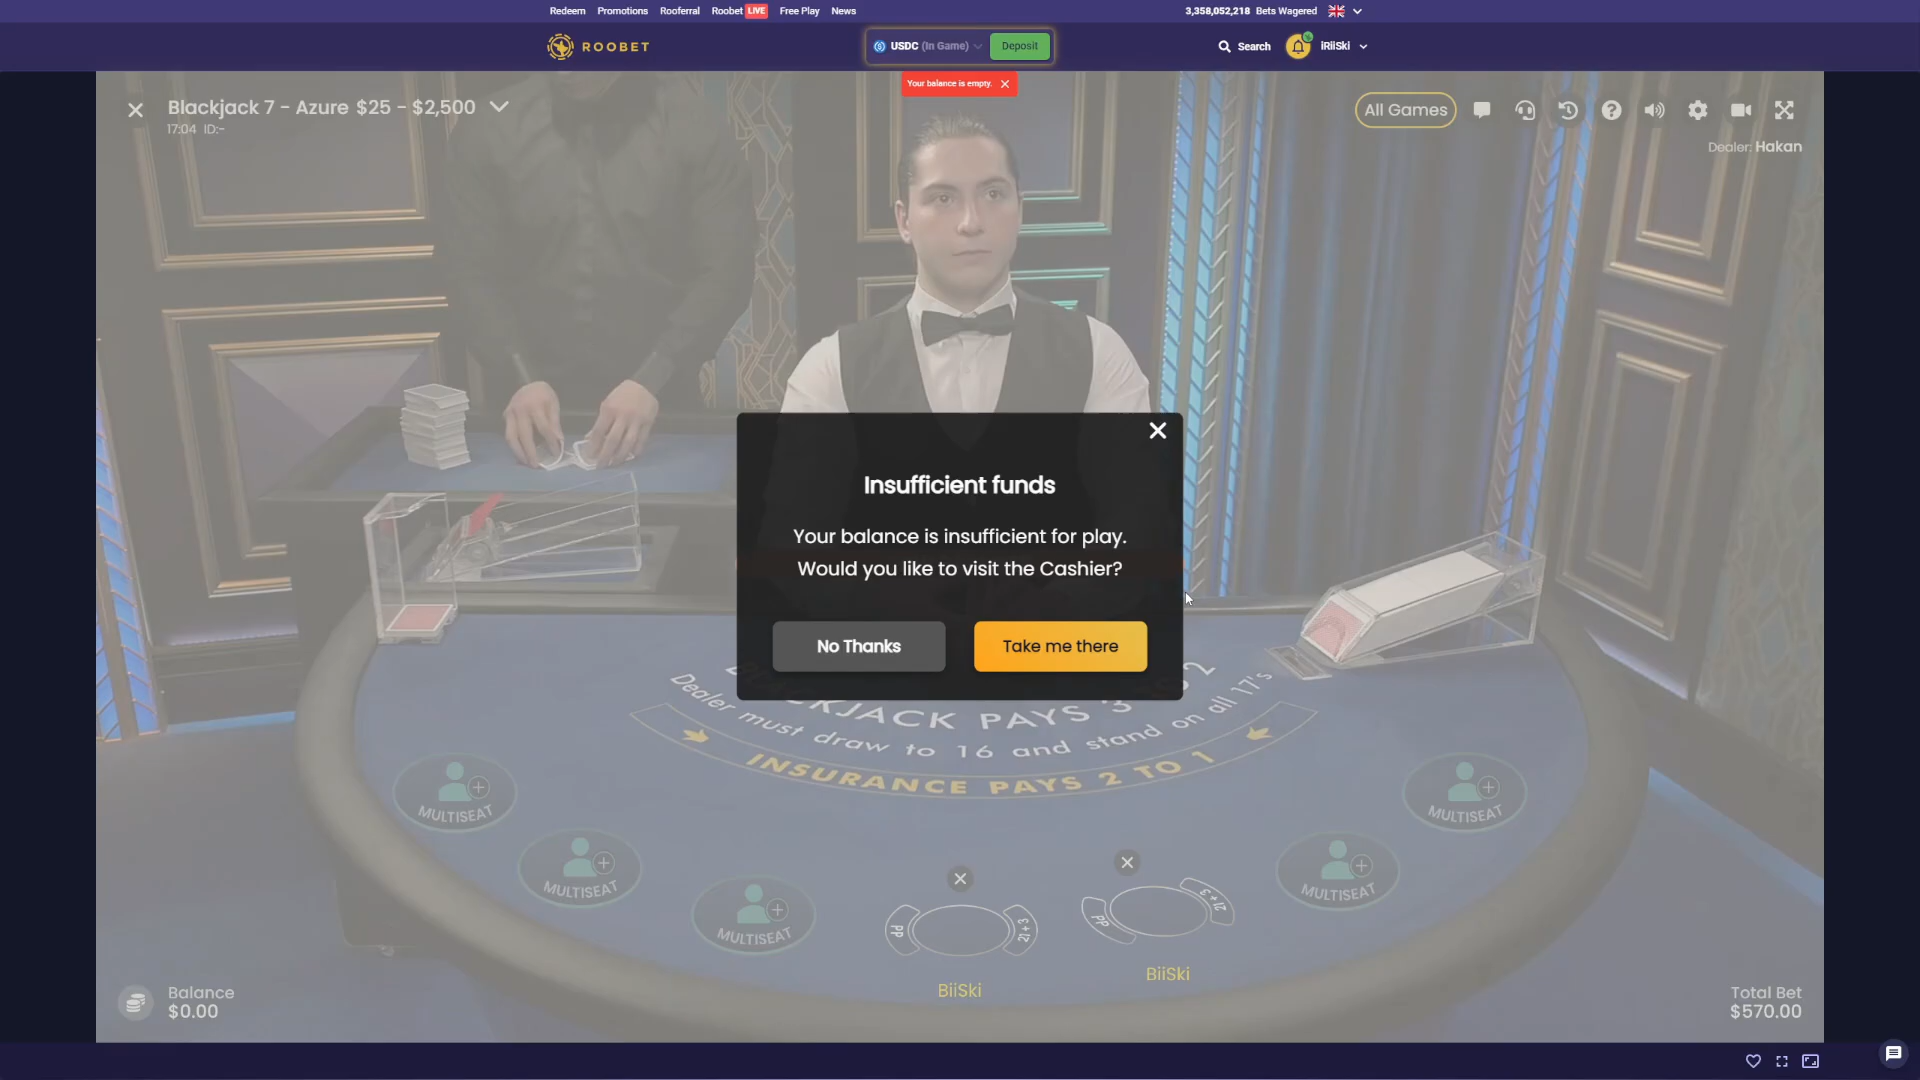 Redeem Promotions Rooferral Roobet LIVE Free Play News
3,358,052,218 Bets Wagered
ROOBET
USDC (In Game)
Deposit
Search
iRiiSki
Your balance is empty.
Blackjack 7 - Azure $25 - $2,500
17:04 ID:-
All Games
Dealer: Hakan
Insufficient funds
Your balance is insufficient for play.
Would you like to visit the Cashier?
No Thanks
Take me there
PAYS
Dealer must draw to 16 and stand on all 17's
INSURANCE PAYS 2 TO 1
MULTISEAT
MULTISEAT
MULTISEAT
PP
21+3
PP
21+3
MULTISEAT
MULTISEAT
BiiSki
BiiSki
Balance
$0.00
Total Bet
$570.00